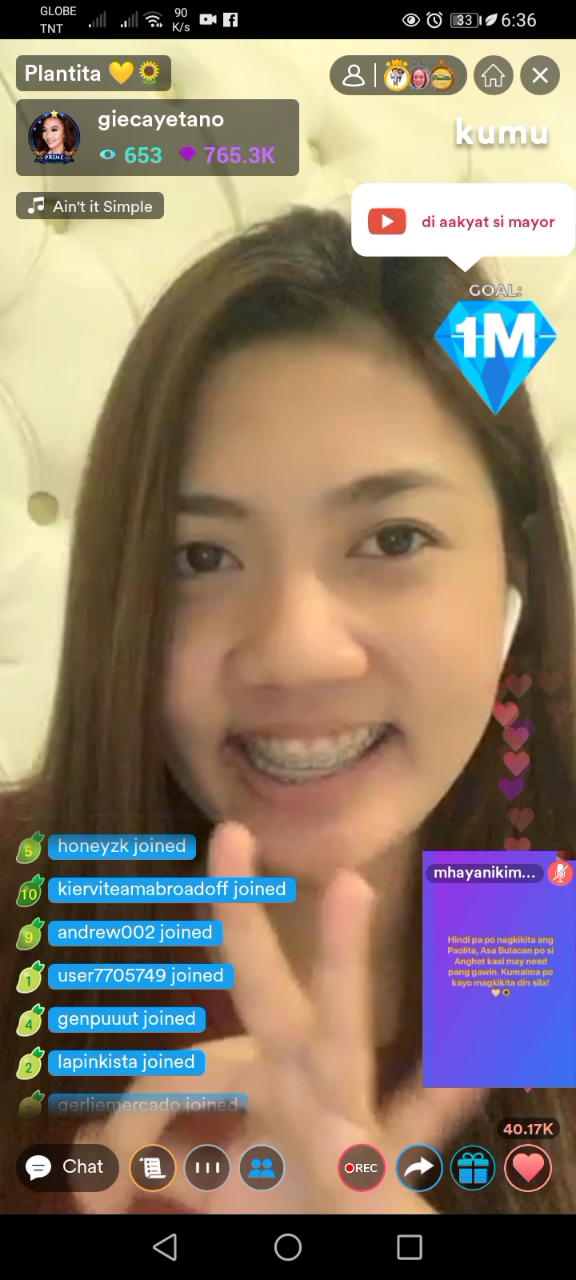 GLOBE
TNT
90
K/s
33
6:36
Plantita 💛🌻
giecayetano
PRIME
653
765.3K
kumu
Ain't it Simple
di aakyat si mayor
GOAL:
1M
5 honeyzk joined
10 kierviteamabroadoff joined
9 andrew002 joined
1 user7705749 joined
4 genpuuut joined
2 lapinkista joined
gerliemercado joined
mhayanikim...
Hindi pa po nagkikita ang
Paolita, Asa Bulacan po si
Anghet kasi may need
pang gawin. Kumalma po
kayo magkikita din sila!
💛🌻
40.17K
Chat
REC